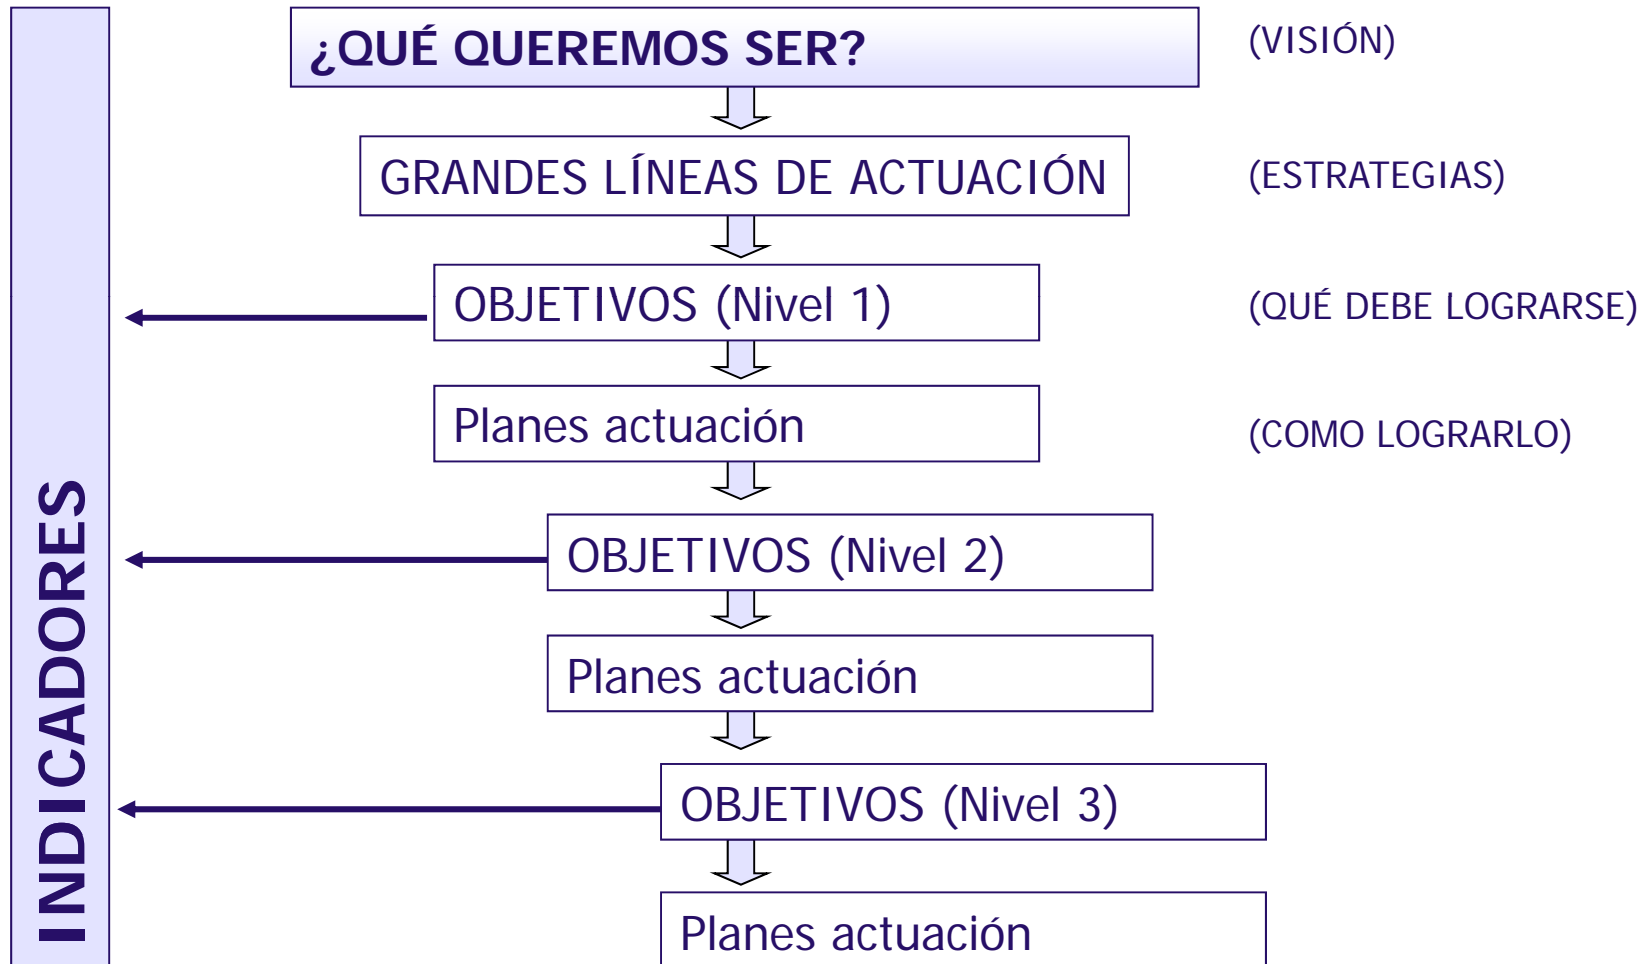 ¿QUÉ QUEREMOS SER?
(VISIÓN)
GRANDES LÍNEAS DE ACTUACIÓN
(ESTRATEGIAS)
OBJETIVOS (Nivel 1)
(QUÉ DEBE LOGRARSE)
Planes actuación
(COMO LOGRARLO)
OBJETIVOS (Nivel 2)
Planes actuación
OBJETIVOS (Nivel 3)
Planes actuación
INDICADORES